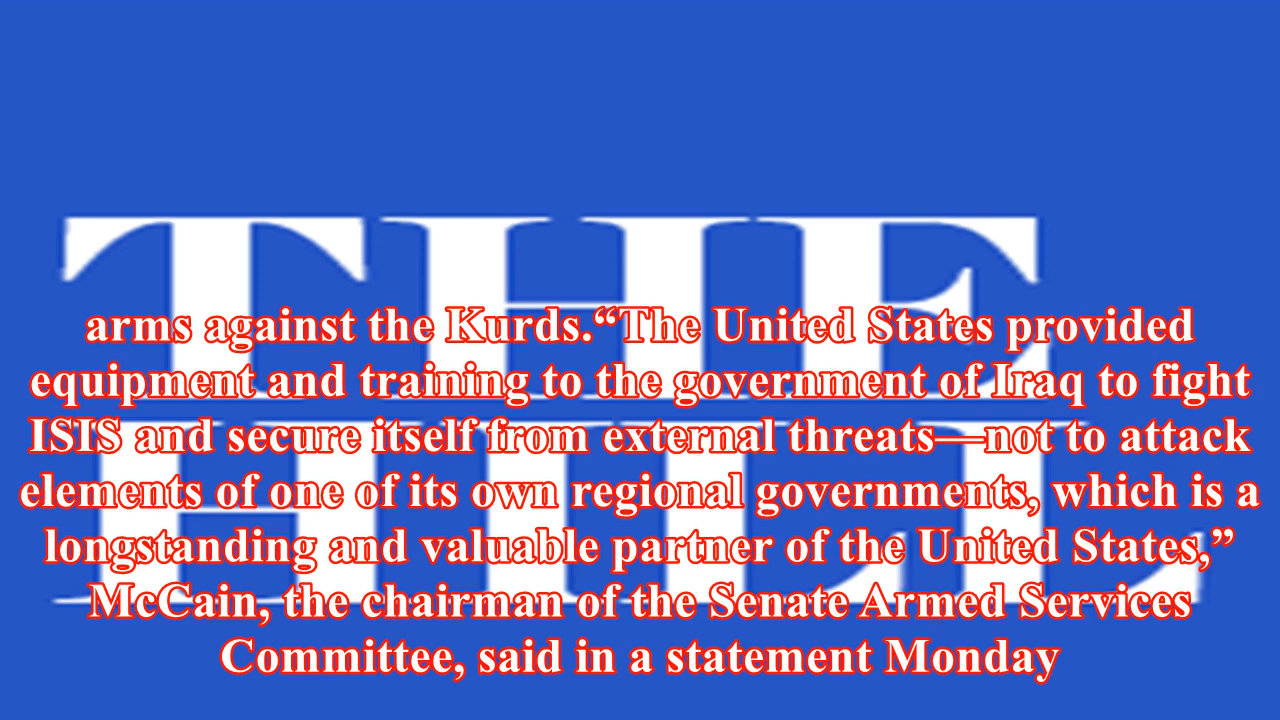 THE
HILL
arms against the Kurds.“The United States provided
equipment and training to the government of Iraq to fight
ISIS and secure itself from external threats—not to attack
elements of one of its own regional governments, which is a
longstanding and valuable partner of the United States,”
McCain, the chairman of the Senate Armed Services
Committee, said in a statement Monday